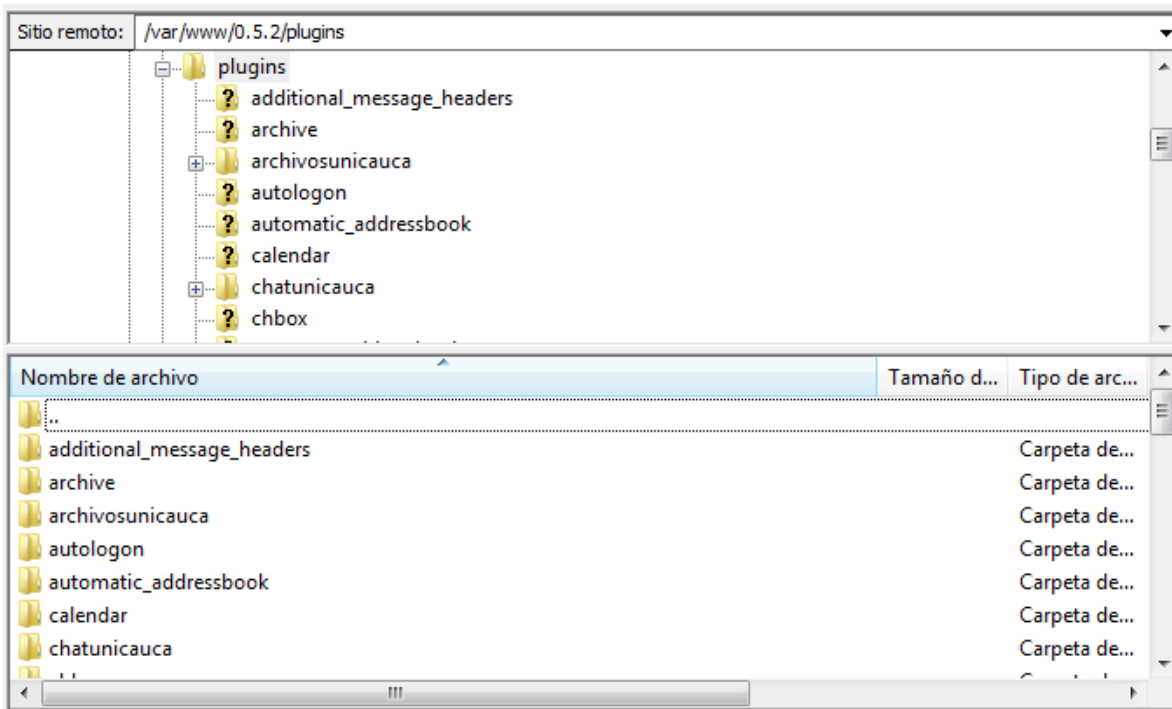 Sitio remoto: /var/www/0.5.2/plugins
plugins
additional_message_headers
archive
archivosunicauca
autologon
automatic_addressbook
calendar
chatunicauca
chbox
Nombre de archivo Tamaño d... Tipo de arc...
..
additional_message_headers Carpeta de...
archive Carpeta de...
archivosunicauca Carpeta de...
autologon Carpeta de...
automatic_addressbook Carpeta de...
calendar Carpeta de...
chatunicauca Carpeta de...